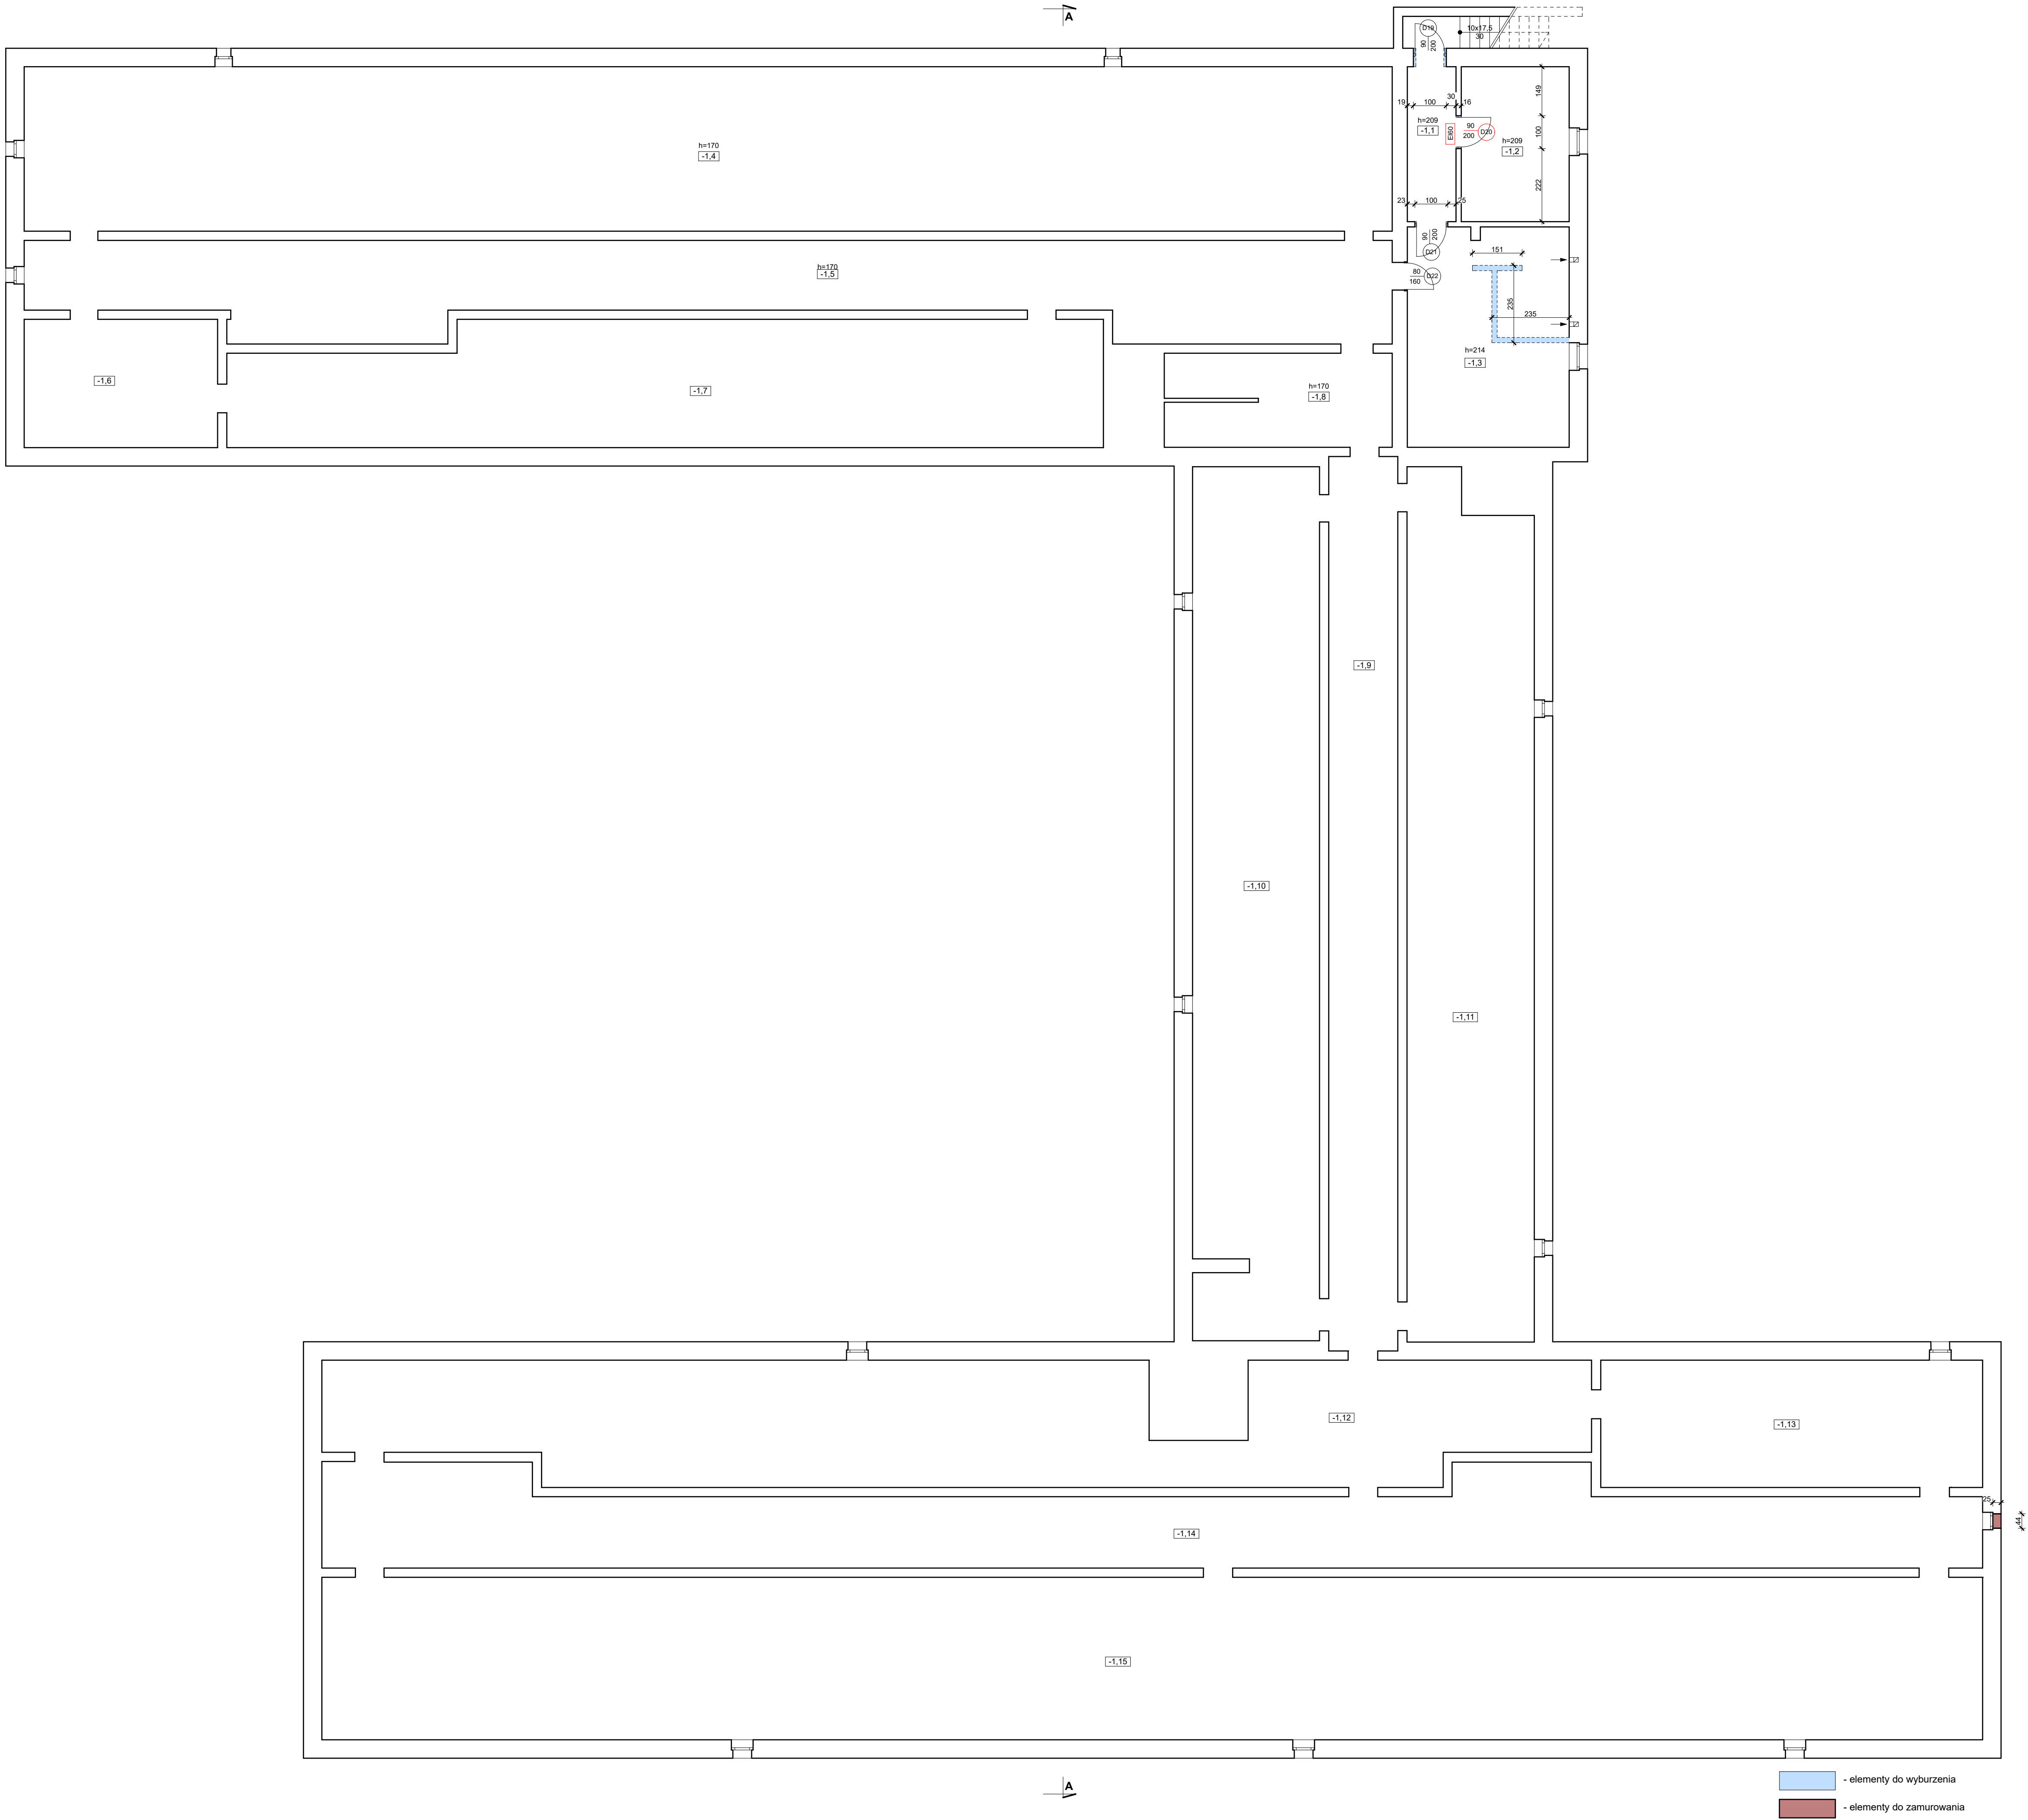 A
D19
90
200
10x17,5
30
19
100
30
16
149
h=209
-1,1
EI60
90
200
D20
100
h=209
-1,2
h=170
-1,4
222
23
100
25
90
200
D21
151
h=170
-1,5
80
160
D22
235
235
h=214
-1,3
-1,6
-1,7
h=170
-1,8
-1,9
-1,10
-1,11
-1,12
-1,13
25
44
-1,14
-1,15
A
- elementy do wyburzenia
- elementy do zamurowania